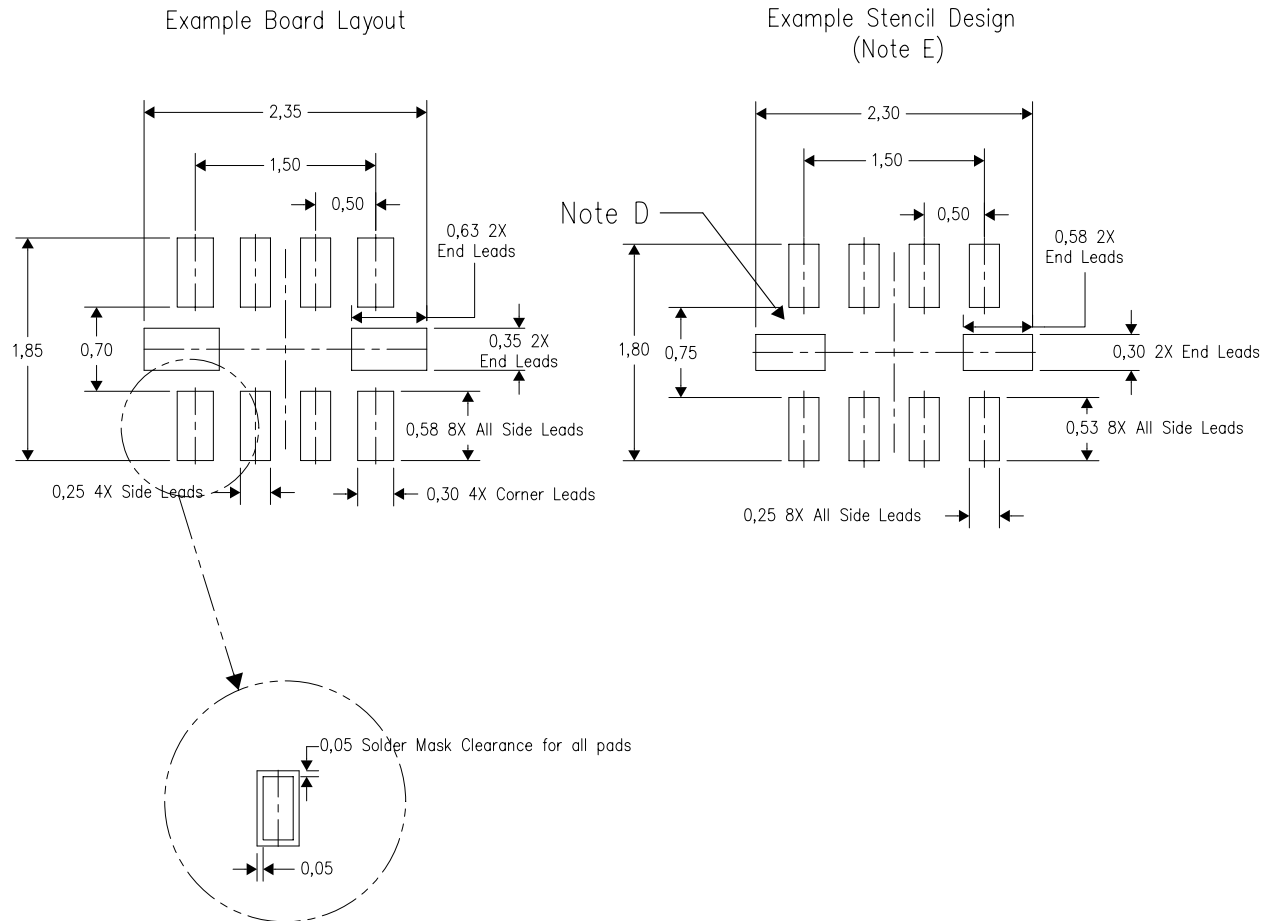 Example Board Layout
2,35
1,50
0,50
0,63 2X
End Leads
1,85
0,70
0,35 2X
End Leads
0,58 8X All Side Leads
0,25 4X Side Leads
0,30 4X Corner Leads
0,05 Solder Mask Clearance for all pads
0,05
Example Stencil Design
(Note E)
2,30
1,50
Note D
0,50
0,58 2X
End Leads
1,80
0,75
0,30 2X End Leads
0,53 8X All Side Leads
0,25 8X All Side Leads